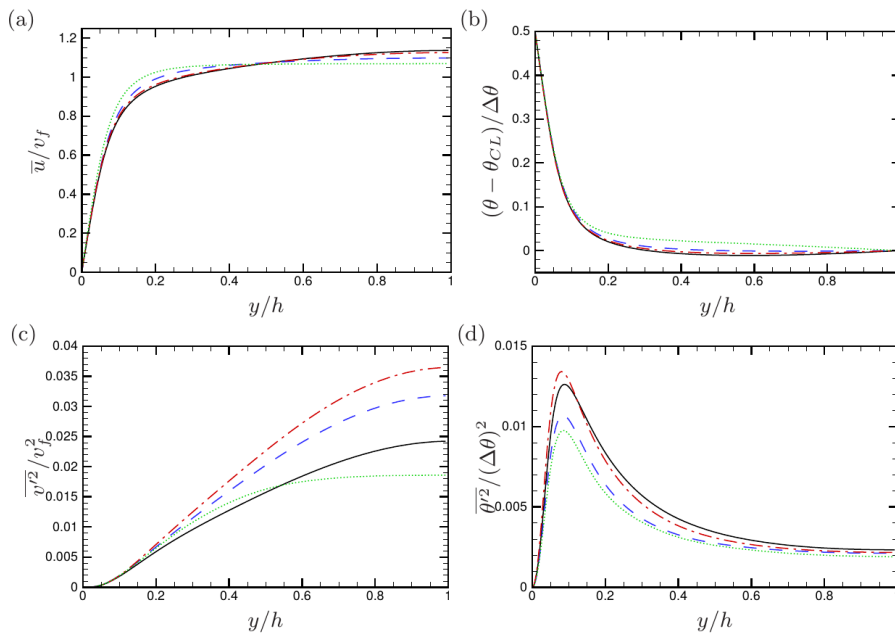 (a)
1.2
1
0.8
0.6
0.4
0.2
0
u̅/v_f
0 0.2 0.4 0.6 0.8 1
y/h
(b)
0.5
0.4
0.3
0.2
0.1
0
(θ − θ_CL)/Δθ
0 0.2 0.4 0.6 0.8
y/h
(c)
0.04
0.035
0.03
0.025
0.02
0.015
0.01
0.005
0
\overline{v'^2}/v_f^2
0 0.2 0.4 0.6 0.8 1
y/h
(d)
0.015
0.01
0.005
\overline{θ'^2}/(Δθ)^2
0 0.2 0.4 0.6 0.8
y/h